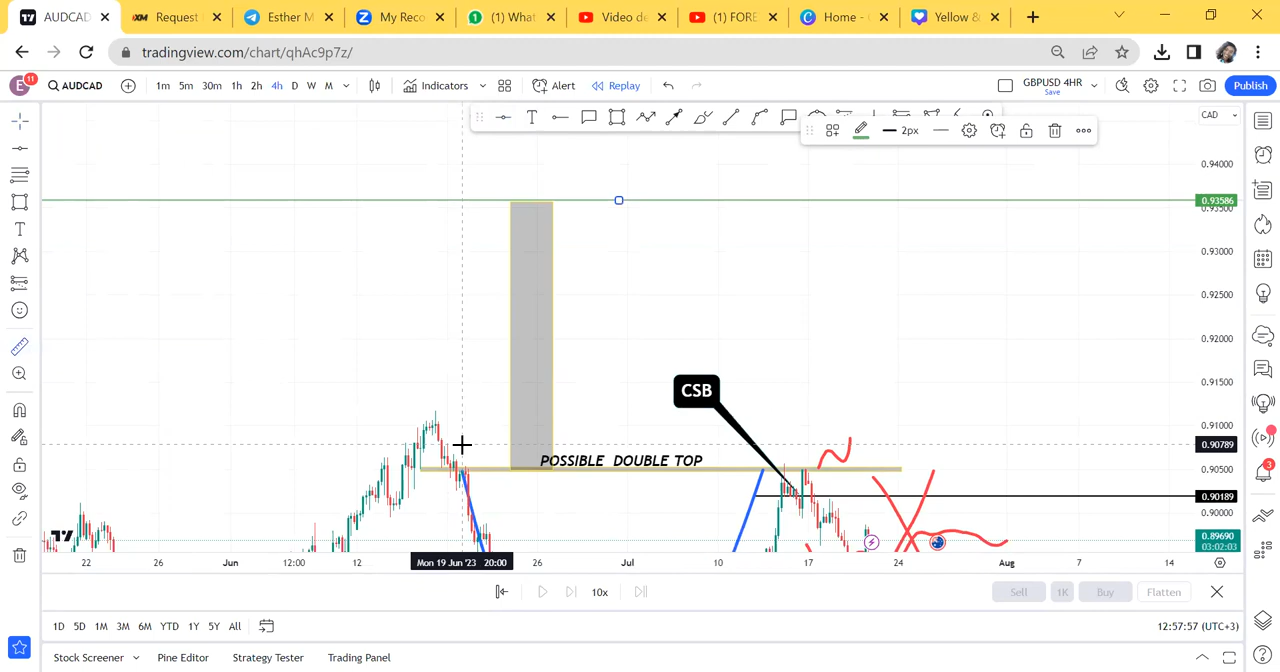 AUDCAD
Request
Esther M
My Reco
(1) What
Video de
(1) FORE
Home -
Yellow &
tradingview.com/chart/qhAc9p7z/
E 11 AUDCAD 1m 5m 30m 1h 2h 4h D W M Indicators Alert Replay GBPUSD 4HR Save Publish
2px
CAD
0.94000
0.93586
0.93500
0.93000
0.92500
0.92000
0.91500
0.91000
0.90789
0.90500
0.90189
0.90000
0.89690
03:02:03
CSB
POSSIBLE DOUBLE TOP
22 26 Jun 12:00 12 Mon 19 Jun '23 20:00 26 Jul 10 17 24 Aug 7 14
10x Sell 1K Buy Flatten
1D 5D 1M 3M 6M YTD 1Y 5Y All 12:57:57 (UTC+3)
Stock Screener Pine Editor Strategy Tester Trading Panel
3